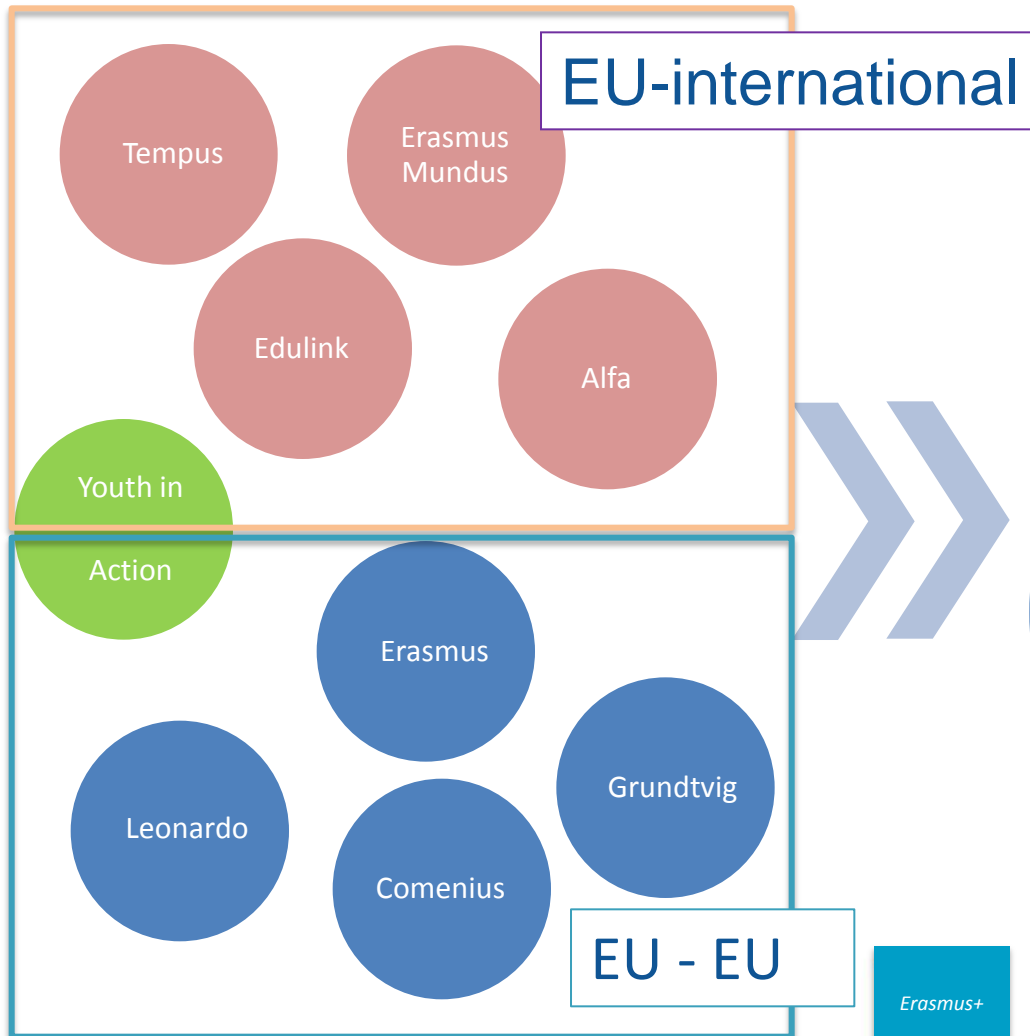 EU-international
Tempus
Erasmus
Mundus
Edulink
Alfa
Youth in
Action
Erasmus
Grundtvig
Leonardo
Comenius
EU - EU
Erasmus+